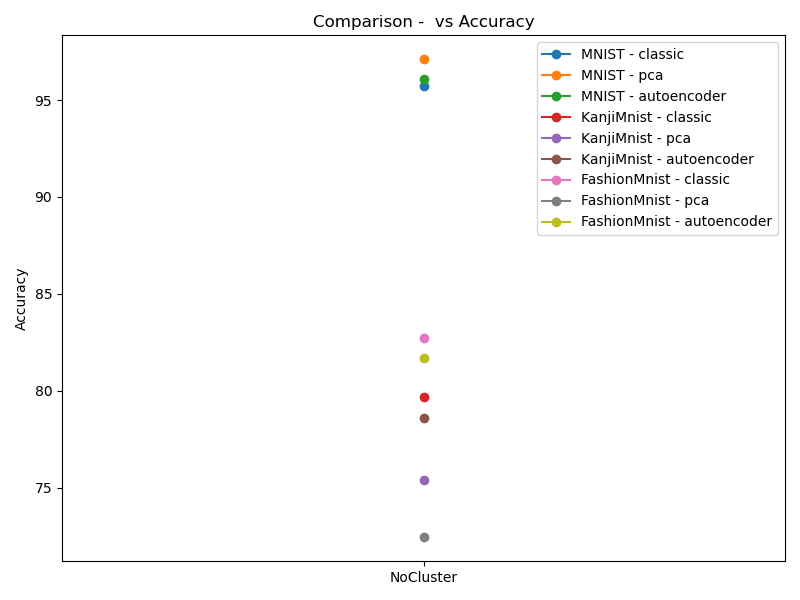 Comparison -  vs Accuracy
MNIST - classic
MNIST - pca
MNIST - autoencoder
KanjiMnist - classic
KanjiMnist - pca
KanjiMnist - autoencoder
FashionMnist - classic
FashionMnist - pca
FashionMnist - autoencoder
95
90
85
80
75
Accuracy
NoCluster